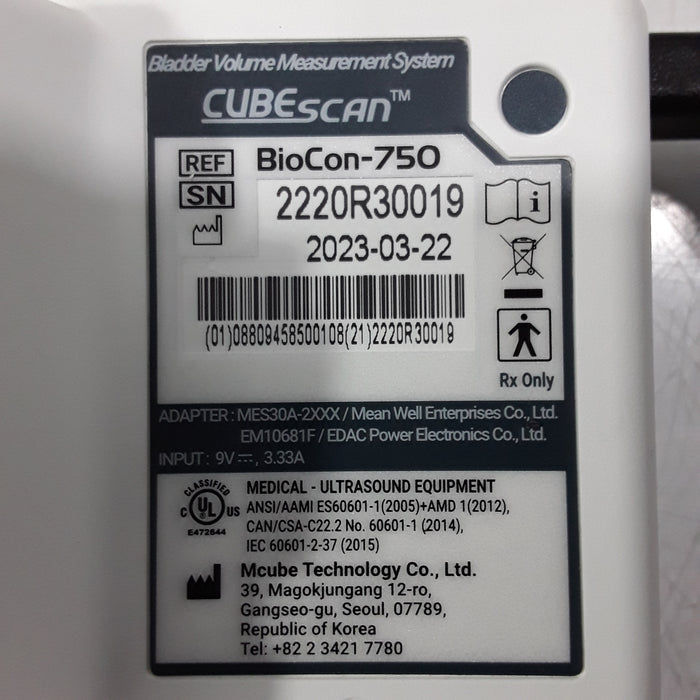 Bladder Volume Measurement System
CUBEscan™
REF BioCon-750
SN 2220R30019
2023-03-22
(01)08809458500108(21)2220R30019
Rx Only
ADAPTER : MES30A-2XXX / Mean Well Enterprises Co., Ltd.
EM10681F / EDAC Power Electronics Co., Ltd.
INPUT : 9V⎓, 3.33A
CLASSIFIED
C UL US
E472644
MEDICAL - ULTRASOUND EQUIPMENT
ANSI/AAMI ES60601-1(2005)+AMD 1(2012),
CAN/CSA-C22.2 No. 60601-1 (2014),
IEC 60601-2-37 (2015)
Mcube Technology Co., Ltd.
39, Magokjungang 12-ro,
Gangseo-gu, Seoul, 07789,
Republic of Korea
Tel: +82 2 3421 7780